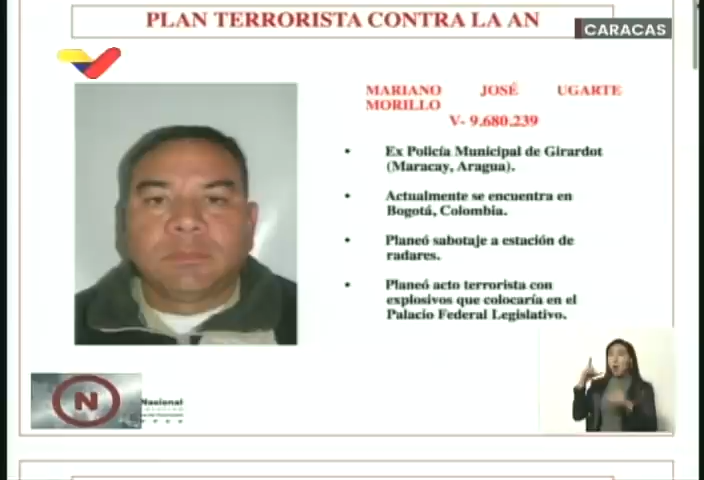 PLAN TERRORISTA CONTRA LA AN
CARACAS
MARIANO JOSÉ UGARTE
MORILLO
V- 9.680.239
• Ex Policía Municipal de Girardot
(Maracay, Aragua).
• Actualmente se encuentra en
Bogotá, Colombia.
• Planeó sabotaje a estación de
radares.
• Planeó acto terrorista con
explosivos que colocaría en el
Palacio Federal Legislativo.
N
Nacional